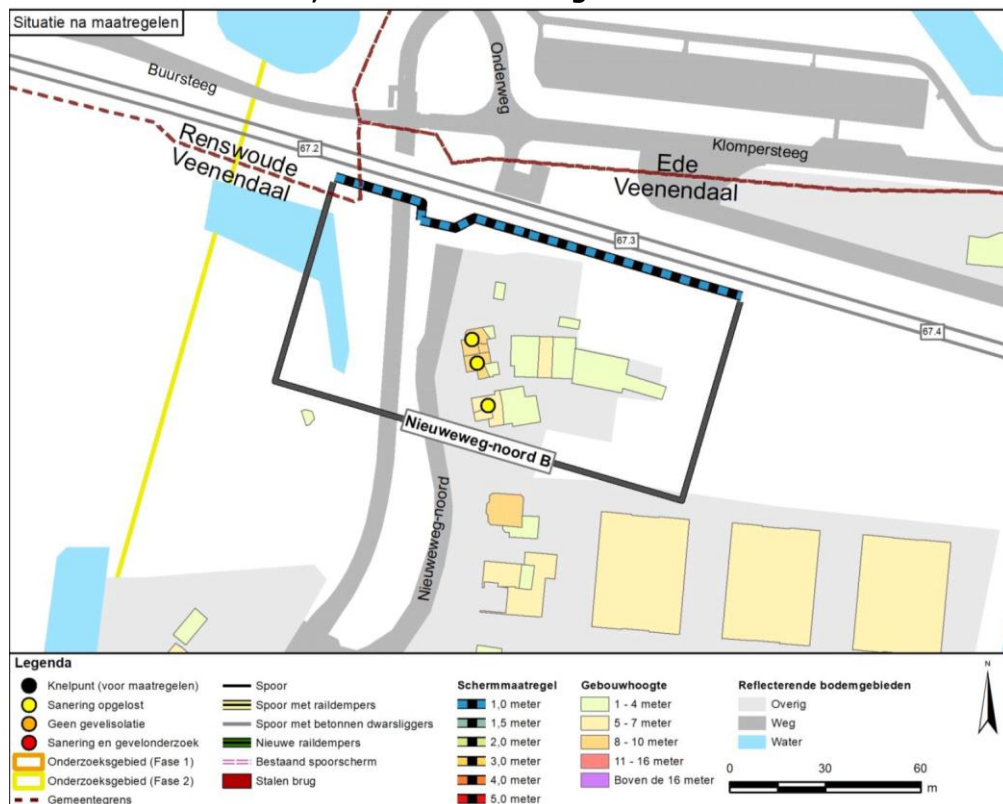 Situatie na maatregelen
Buursteeg
Onderweg
Klompersteeg
67.2
Renswoude
Veenendaal
Ede
Veenendaal
67.3
67.4
Nieuweweg-noord B
Nieuweweg-noord
Legenda
Knelpunt (voor maatregelen)
Sanering opgelost
Geen gevelisolatie
Sanering en gevelonderzoek
Onderzoeksgebied (Fase 1)
Onderzoeksgebied (Fase 2)
Gemeentegrens
Spoor
Spoor met raildempers
Spoor met betonnen dwarsliggers
Nieuwe raildempers
Bestaand spoorscherm
Stalen brug
Schermmaatregel
1,0 meter
1,5 meter
2,0 meter
3,0 meter
4,0 meter
5,0 meter
Gebouwhoogte
1 - 4 meter
5 - 7 meter
8 - 10 meter
11 - 16 meter
Boven de 16 meter
Reflecterende bodemgebieden
Overig
Weg
Water
N
0 30 60
m